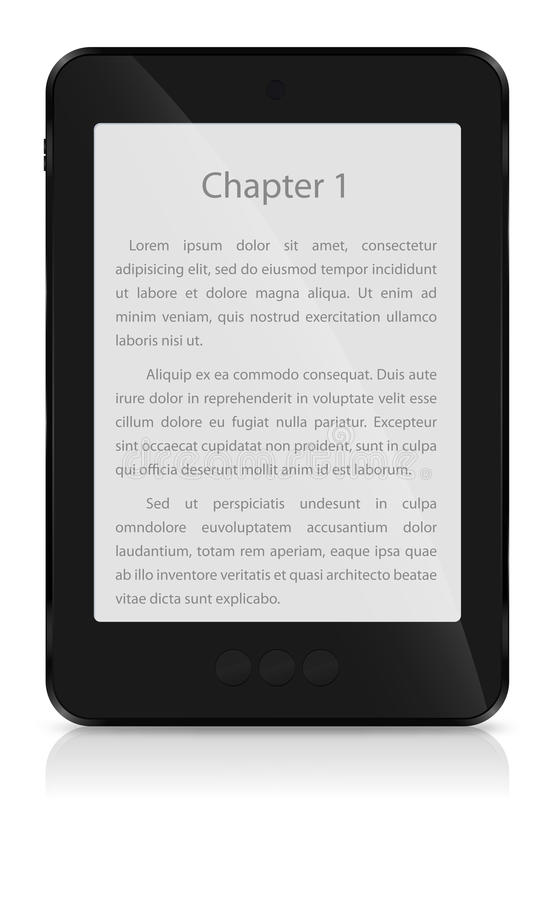 Chapter 1
Lorem ipsum dolor sit amet, consectetur
adipisicing elit, sed do eiusmod tempor incididunt
ut labore et dolore magna aliqua. Ut enim ad
minim veniam, quis nostrud exercitation ullamco
laboris nisi ut.
Aliquip ex ea commodo consequat. Duis aute
irure dolor in reprehenderit in voluptate velit esse
cillum dolore eu fugiat nulla pariatur. Excepteur
sint occaecat cupidatat non proident, sunt in culpa
qui officia deserunt mollit anim id est laborum.
dreamstime
Sed ut perspiciatis undesunt in culpa
omndolore euvoluptatem accusantium dolor
laudantium, totam rem aperiam, eaque ipsa quae
ab illo inventore veritatis et quasi architecto beatae
vitae dicta sunt explicabo.